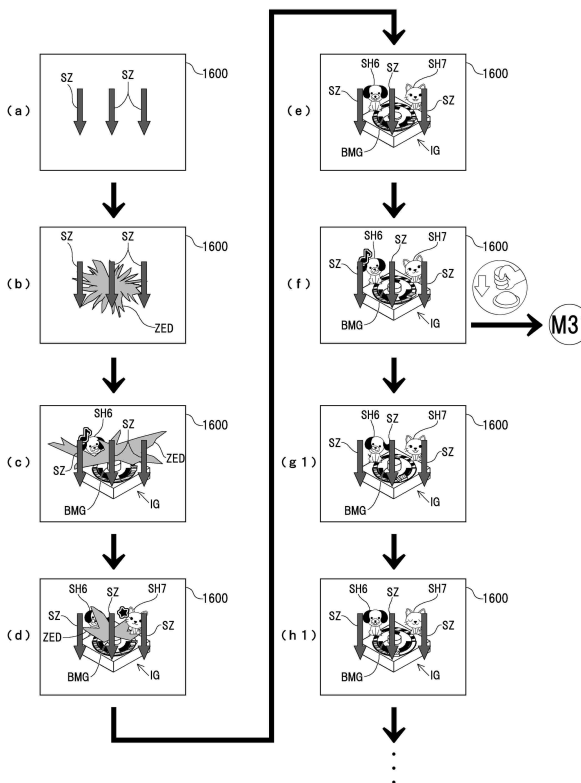 (a)
SZ
SZ
1600
(b)
SZ
SZ
1600
ZED
(c)
SH6
SZ
1600
ZED
SZ
BMG
IG
(d)
SH6
SZ
SH7
1600
SZ
SZ
ZED
BMG
IG
(e)
SH6
SZ
SH7
1600
SZ
SZ
BMG
IG
(f)
SH6
SZ
SH7
1600
SZ
SZ
BMG
IG
M3
(g1)
SH6
SZ
SH7
1600
SZ
SZ
BMG
IG
(h1)
SH6
SZ
SH7
1600
SZ
SZ
BMG
IG